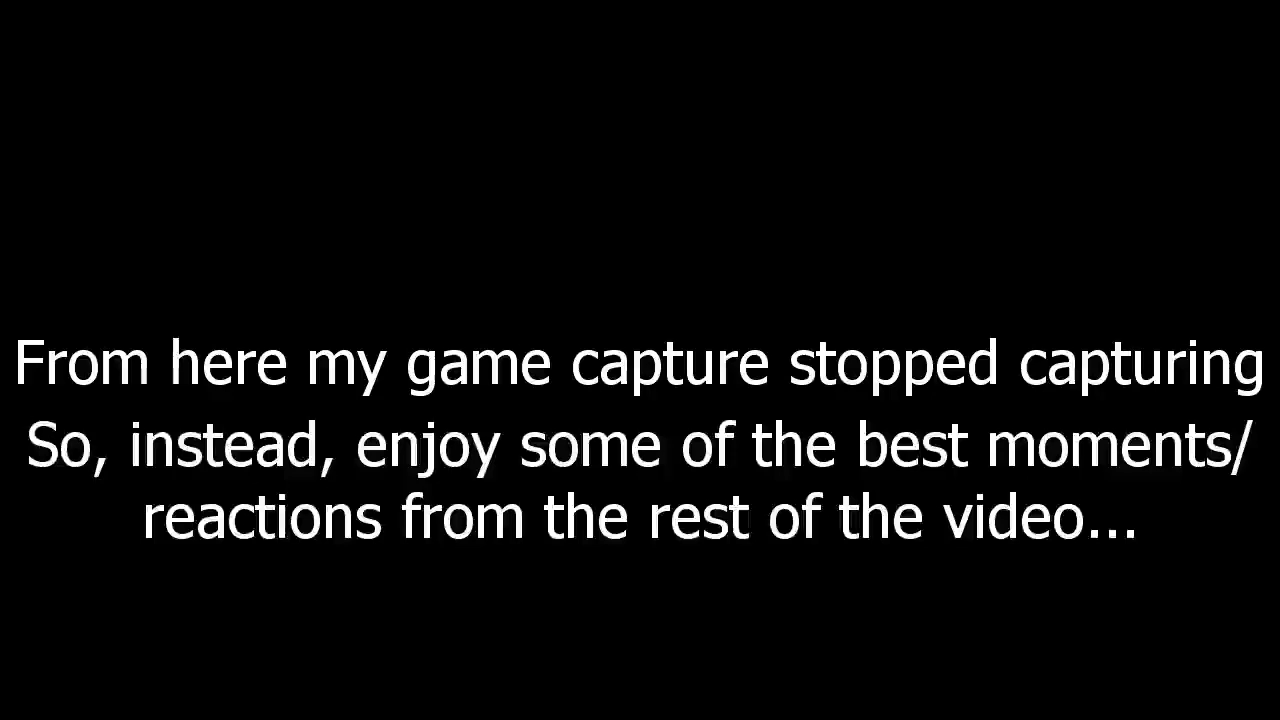 From here my game capture stopped capturing
So, instead, enjoy some of the best moments/
reactions from the rest of the video...